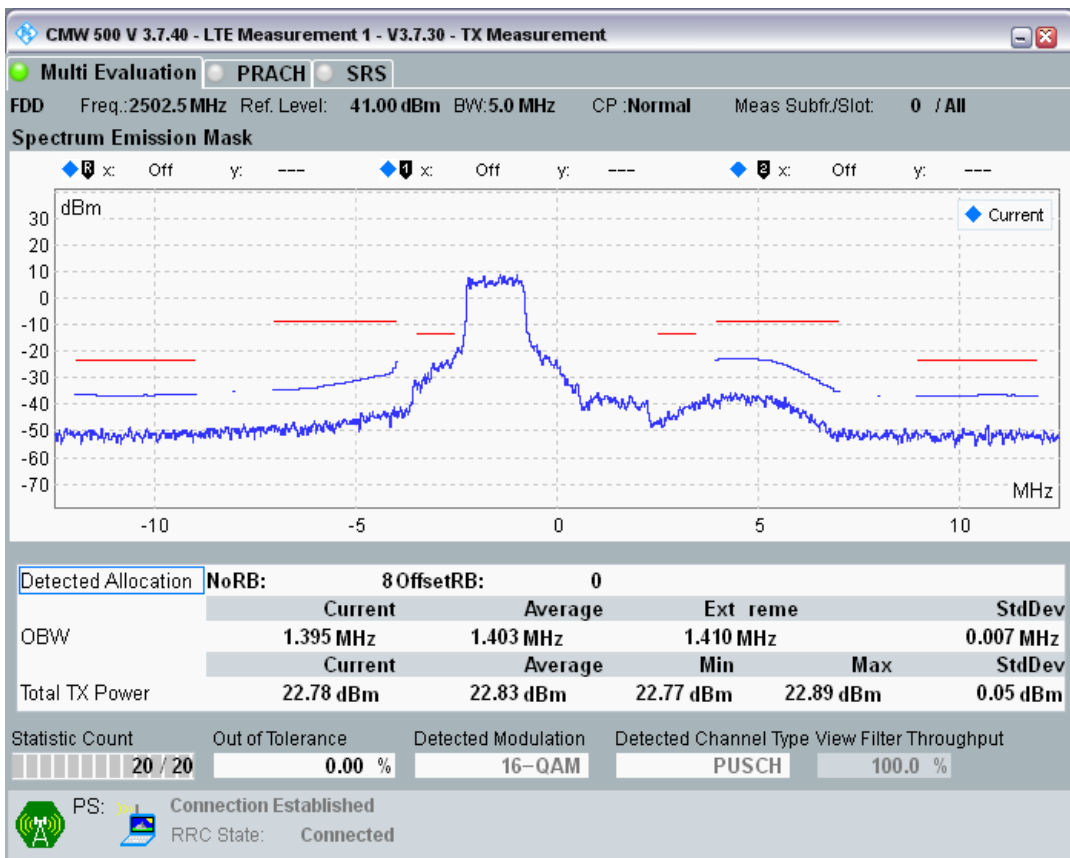 CMW 500 V 3.7.40 - LTE Measurement 1 - V3.7.30 - TX Measurement
Multi Evaluation PRACH SRS
FDD Freq.:2502.5 MHz Ref. Level: 41.00 dBm BW:5.0 MHz CP :Normal Meas Subfr./Slot: 0 / All
Spectrum Emission Mask
R x: Off y: --- 1 x: Off y: --- 2 x: Off y: ---
dBm
Current
30
20
10
0
-10
-20
-30
-40
-50
-60
-70
MHz
-10 -5 0 5 10
Detected Allocation NoRB: 8 OffsetRB: 0
Current Average Ext reme StdDev
OBW 1.395 MHz 1.403 MHz 1.410 MHz 0.007 MHz
Current Average Min Max StdDev
Total TX Power 22.78 dBm 22.83 dBm 22.77 dBm 22.89 dBm 0.05 dBm
Statistic Count Out of Tolerance Detected Modulation Detected Channel Type View Filter Throughput
20 / 20 0.00 % 16-QAM PUSCH 100.0 %
PS: Connection Established
RRC State: Connected